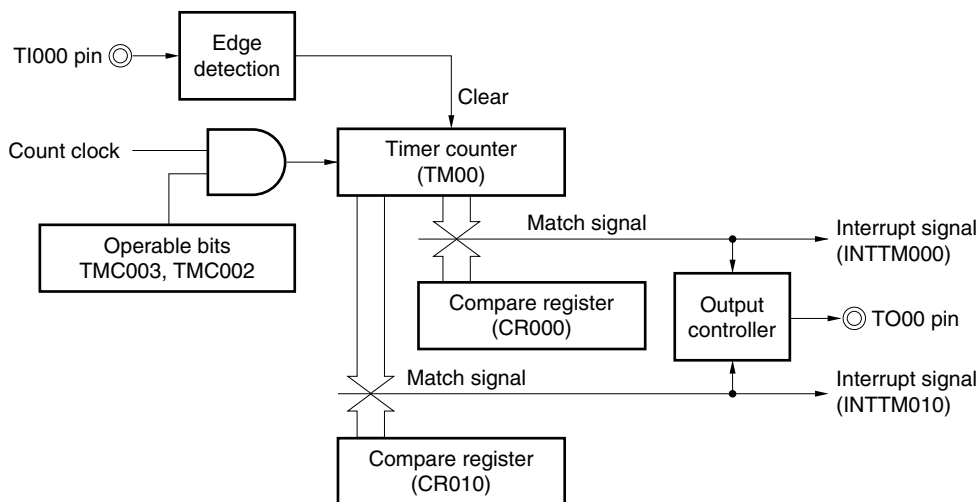 TI000 pin
Edge
detection
Clear
Count clock
Timer counter
(TM00)
Operable bits
TMC003, TMC002
Match signal
Interrupt signal
(INTTM000)
Compare register
(CR000)
Output
controller
TO00 pin
Match signal
Interrupt signal
(INTTM010)
Compare register
(CR010)